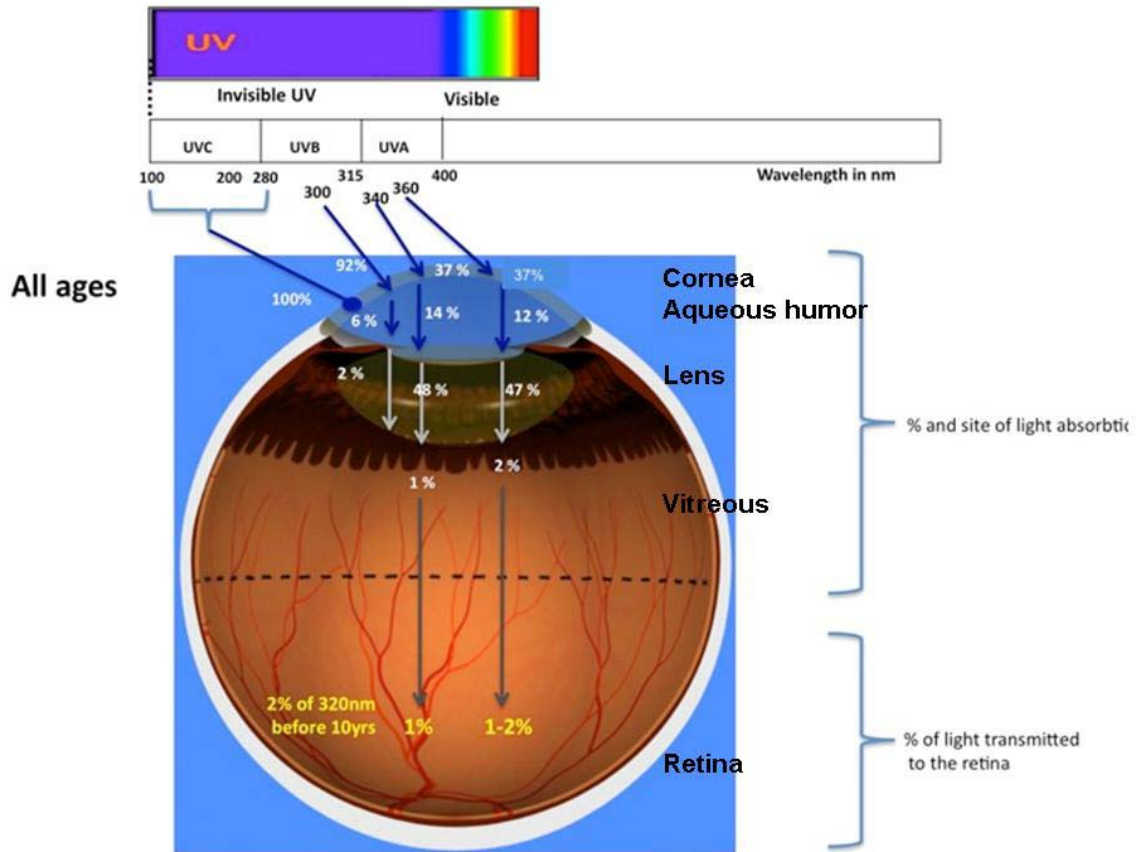 UV
Invisible UV
Visible
UVC
UVB
UVA
100
200
280
315
400
Wavelength in nm
300
340
360
All ages
92%
37 %
37%
Cornea
100%
6 %
14 %
12 %
Aqueous humor
2 %
48 %
47 %
Lens
% and site of light absorbtic
1 %
2 %
Vitreous
2% of 320nm
before 10yrs
1%
1-2%
% of light transmitted
to the retina
Retina